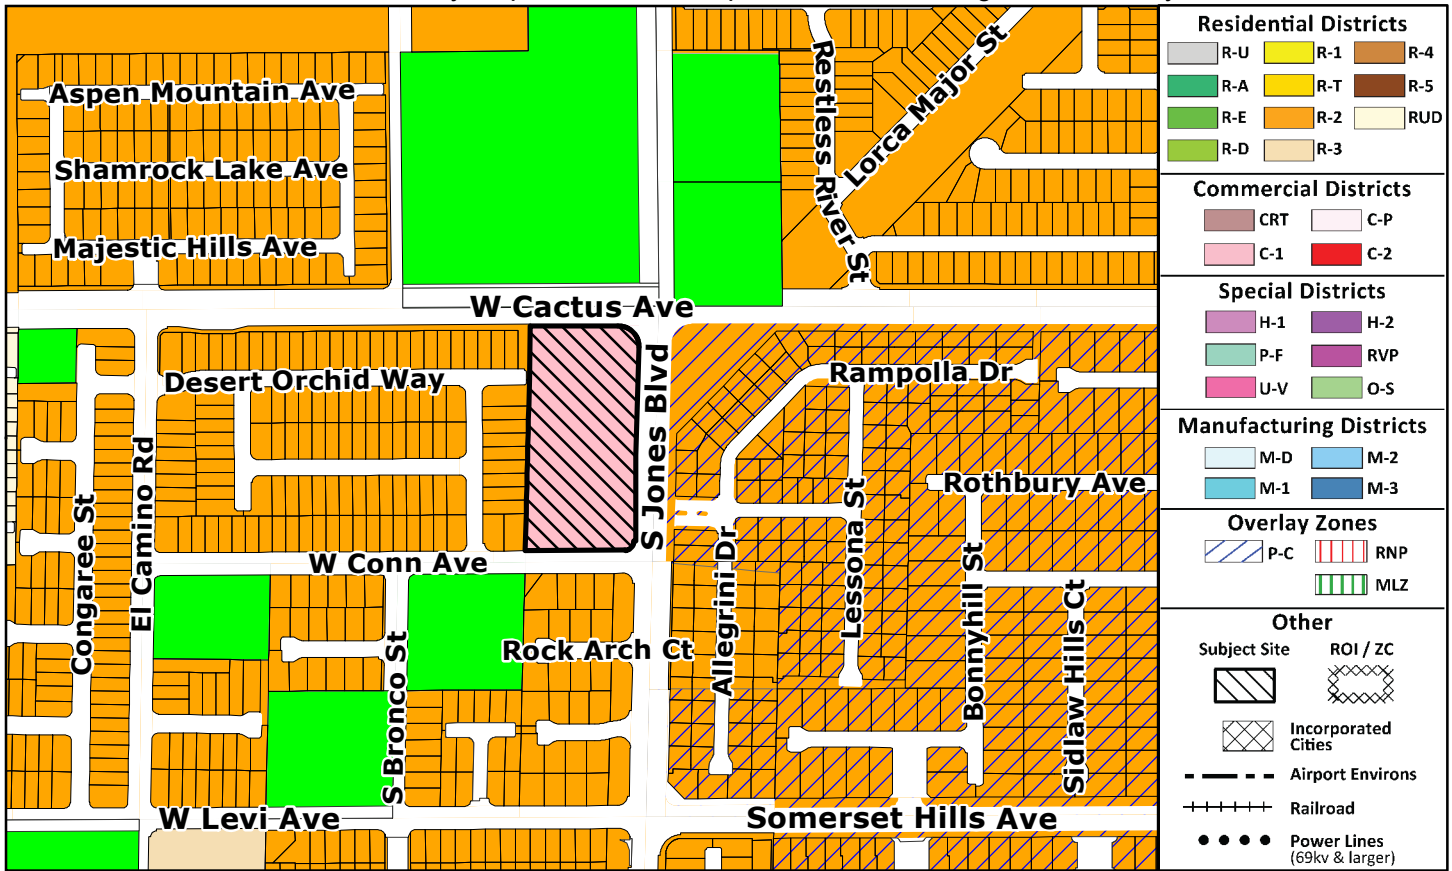 Aspen Mountain Ave
Shamrock Lake Ave
Majestic Hills Ave
Restless River St
Lorca Major St
W Cactus Ave
Desert Orchid Way
S Jones Blvd
Rampolla Dr
Rothbury Ave
El Camino Rd
Congaree St
W Conn Ave
Lessona St
Allegrini Dr
Bonnyhill St
Sidlaw Hills Ct
Rock Arch Ct
S Bronco St
W Levi Ave
Somerset Hills Ave
Residential Districts
R-U R-1 R-4
R-A R-T R-5
R-E R-2 RUD
R-D R-3
Commercial Districts
CRT C-P
C-1 C-2
Special Districts
H-1 H-2
P-F RVP
U-V O-S
Manufacturing Districts
M-D M-2
M-1 M-3
Overlay Zones
P-C RNP
MLZ
Other
Subject Site ROI / ZC
Incorporated
Cities
Airport Environs
Railroad
Power Lines
(69kv & larger)